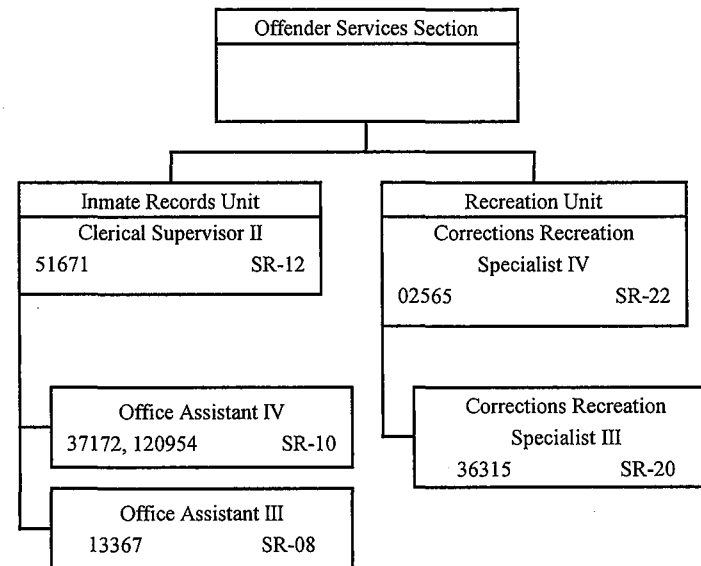 Offender Services Section
Inmate Records Unit
Clerical Supervisor II
51671 SR-12
Office Assistant IV
37172, 120954 SR-10
Office Assistant III
13367 SR-08
Recreation Unit
Corrections Recreation
Specialist IV
02565 SR-22
Corrections Recreation
Specialist III
36315 SR-20